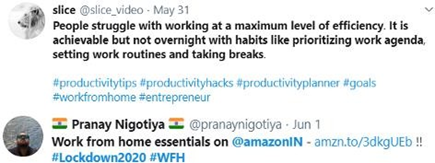 slice @slice_video · May 31
People struggle with working at a maximum level of efficiency. It is
achievable but not overnight with habits like prioritizing work agenda,
setting work routines and taking breaks.
#productivitytips #productivityhacks #productivityplanner #goals
#workfromhome #entrepreneur
Pranay Nigotiya @pranaynigotiya · Jun 1
Work from home essentials on @amazonIN - amzn.to/3dkgUEb !!
#Lockdown2020 #WFH